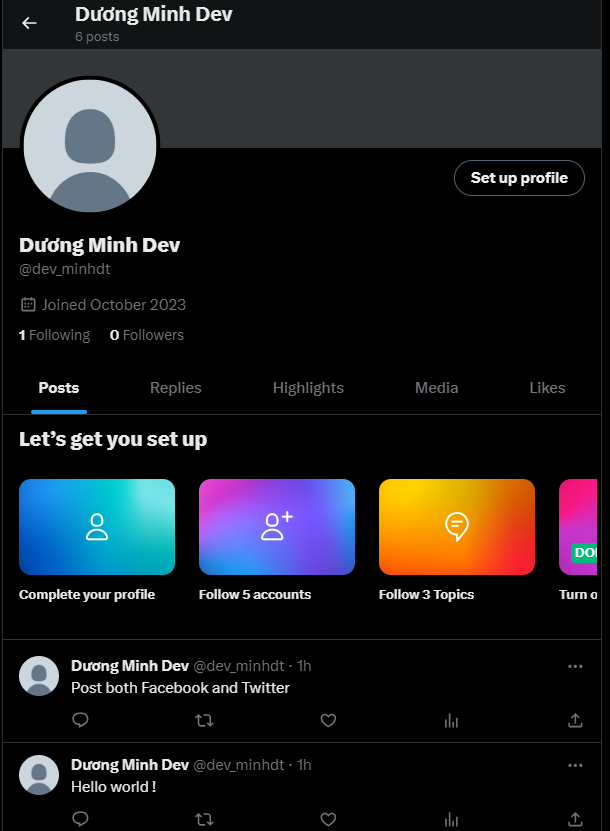 Dương Minh Dev
6 posts
Set up profile
Dương Minh Dev
@dev_minhdt
Joined October 2023
1 Following 0 Followers
Posts Replies Highlights Media Likes
Let's get you set up
DO
Complete your profile Follow 5 accounts Follow 3 Topics Turn o
Dương Minh Dev @dev_minhdt · 1h
Post both Facebook and Twitter
Dương Minh Dev @dev_minhdt · 1h
Hello world !